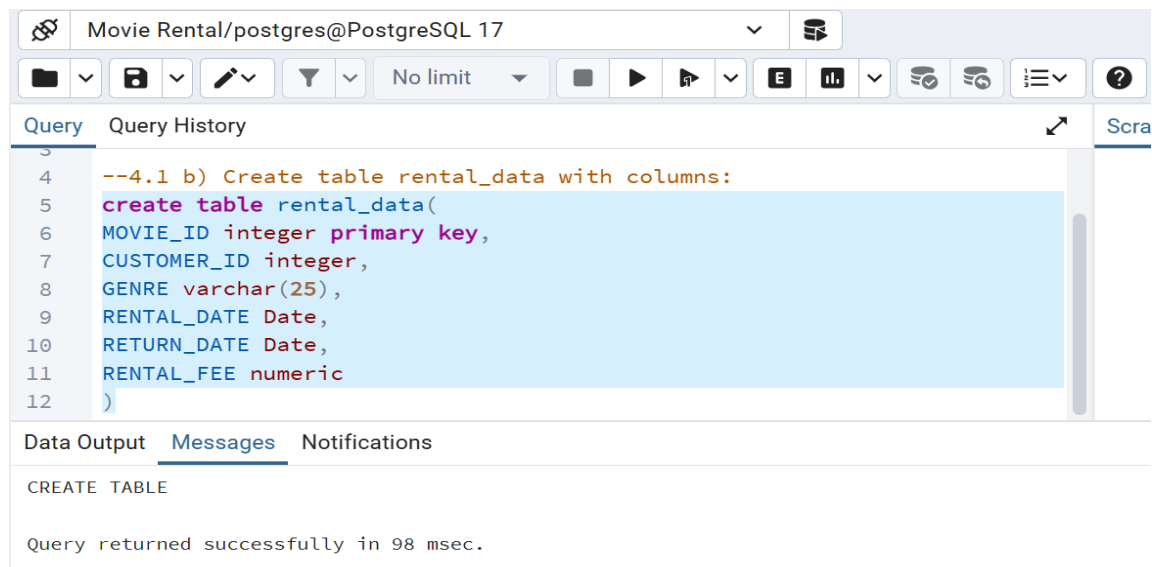 Movie Rental/postgres@PostgreSQL 17
No limit
E
Query Query History Scra
3
4 --4.1 b) Create table rental_data with columns:
5 create table rental_data(
6 MOVIE_ID integer primary key,
7 CUSTOMER_ID integer,
8 GENRE varchar(25),
9 RENTAL_DATE Date,
10 RETURN_DATE Date,
11 RENTAL_FEE numeric
12 )
Data Output Messages Notifications
CREATE TABLE
Query returned successfully in 98 msec.